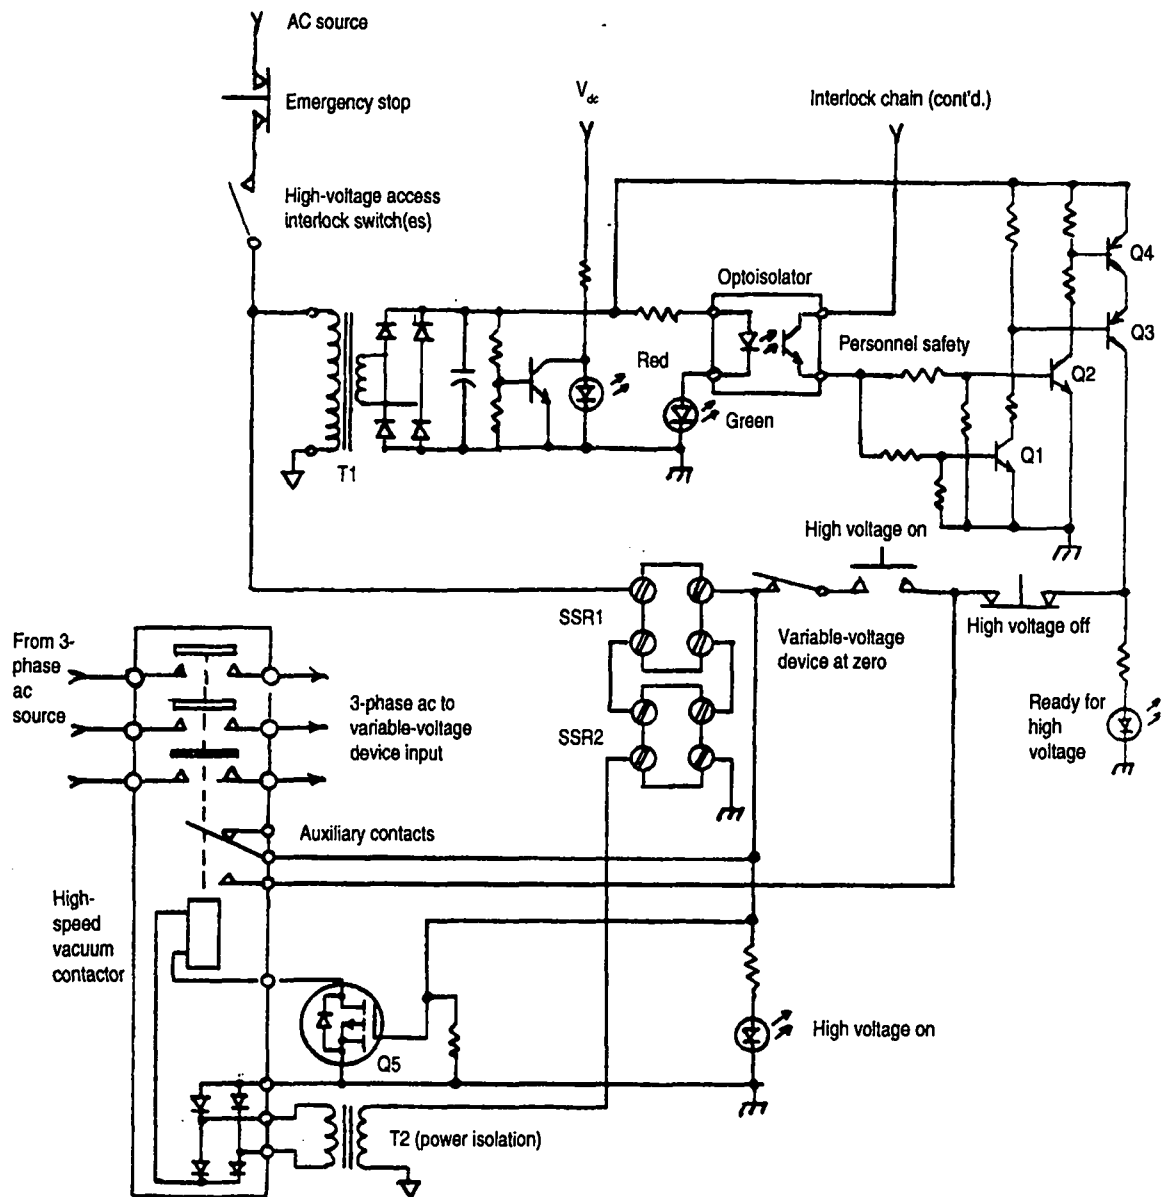 AC source
Emergency stop
High-voltage access
interlock switch(es)
Vdc
Interlock chain (cont'd.)
Optoisolator
Q4
Q3
Red
Personnel safety
Q2
Green
T1
Q1
High voltage on
SSR1
High voltage off
Variable-voltage
device at zero
From 3-
phase
ac
source
3-phase ac to
variable-voltage
device input
SSR2
Ready for
high
voltage
Auxiliary contacts
High-
speed
vacuum
contactor
High voltage on
Q5
T2 (power isolation)